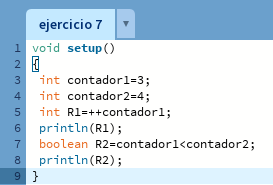 ejercicio 7
1 void setup()
2 {
3 int contador1=3;
4 int contador2=4;
5 int R1=++contador1;
6 println(R1);
7 boolean R2=contador1<contador2;
8 println(R2);
9 }